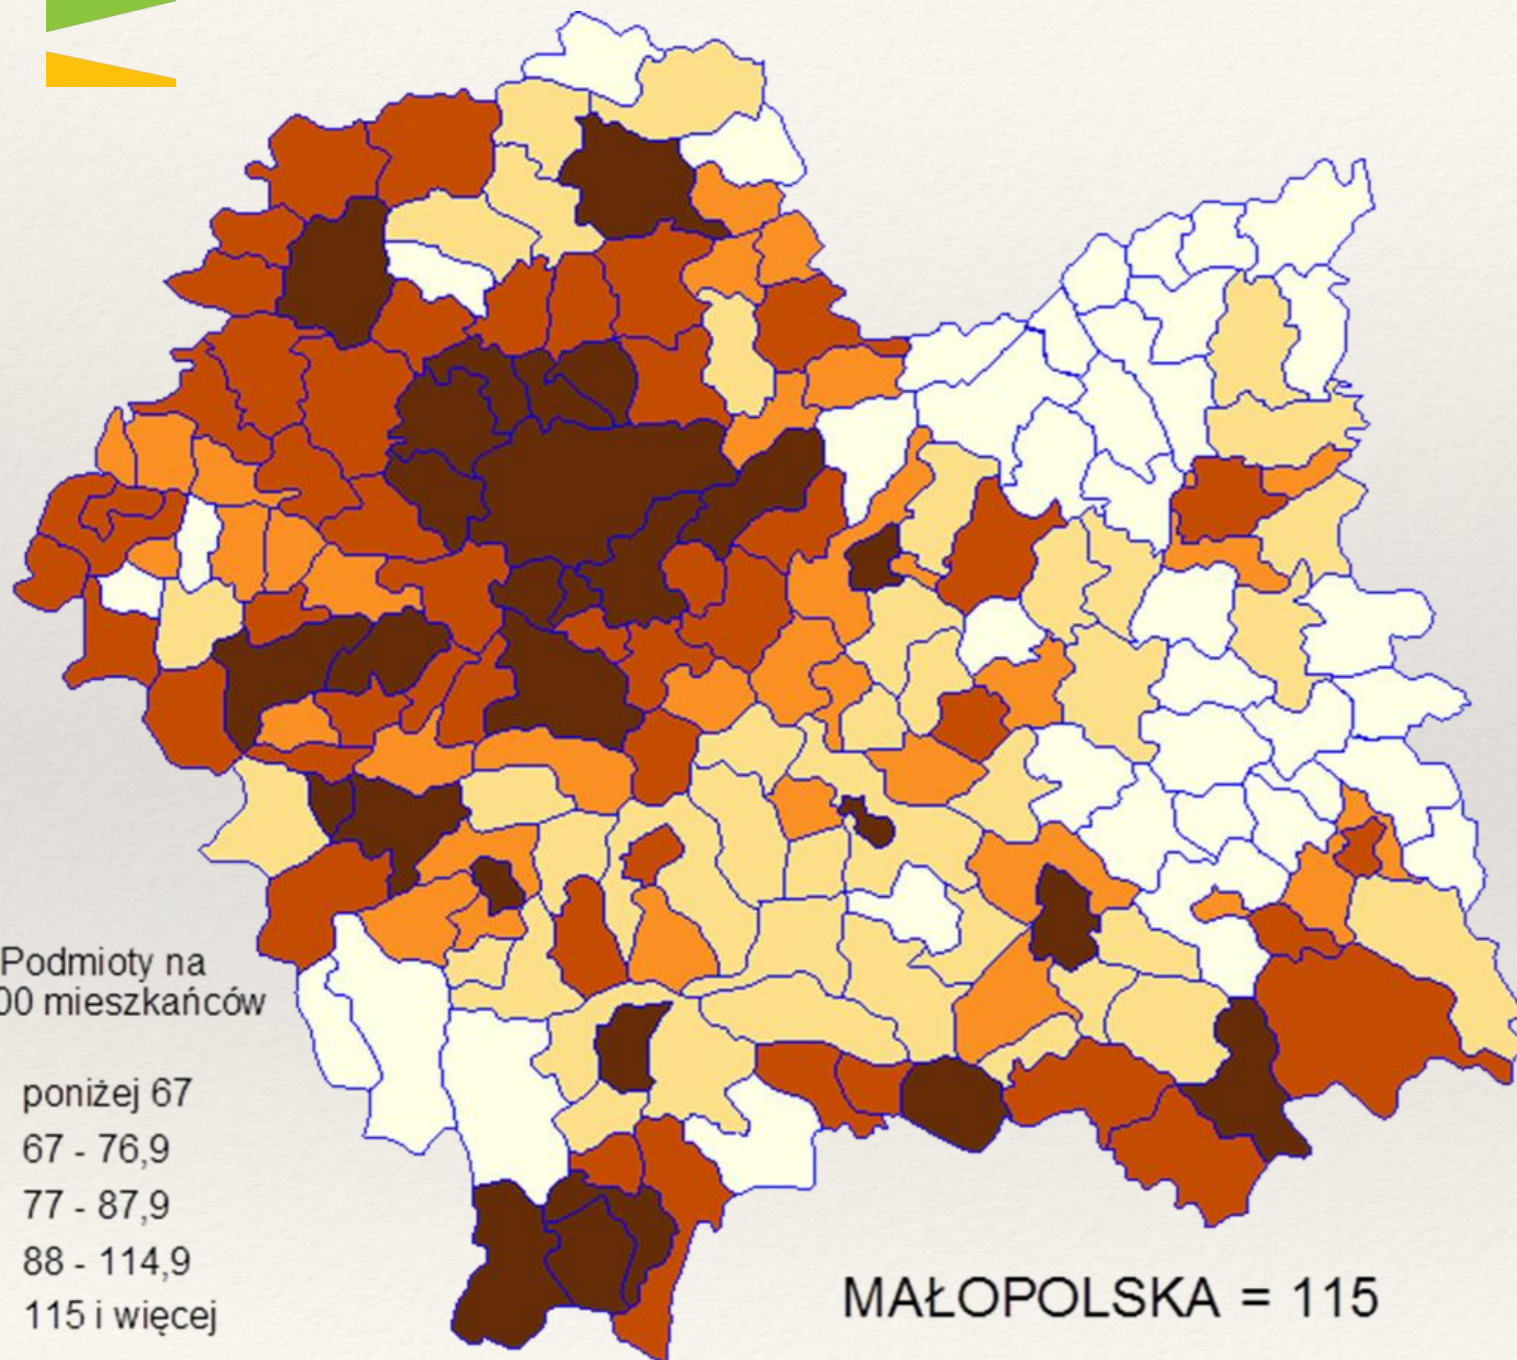 Podmioty na
00 mieszkańców
poniżej 67
67 - 76,9
77 - 87,9
88 - 114,9
115 i więcej
MAŁOPOLSKA = 115